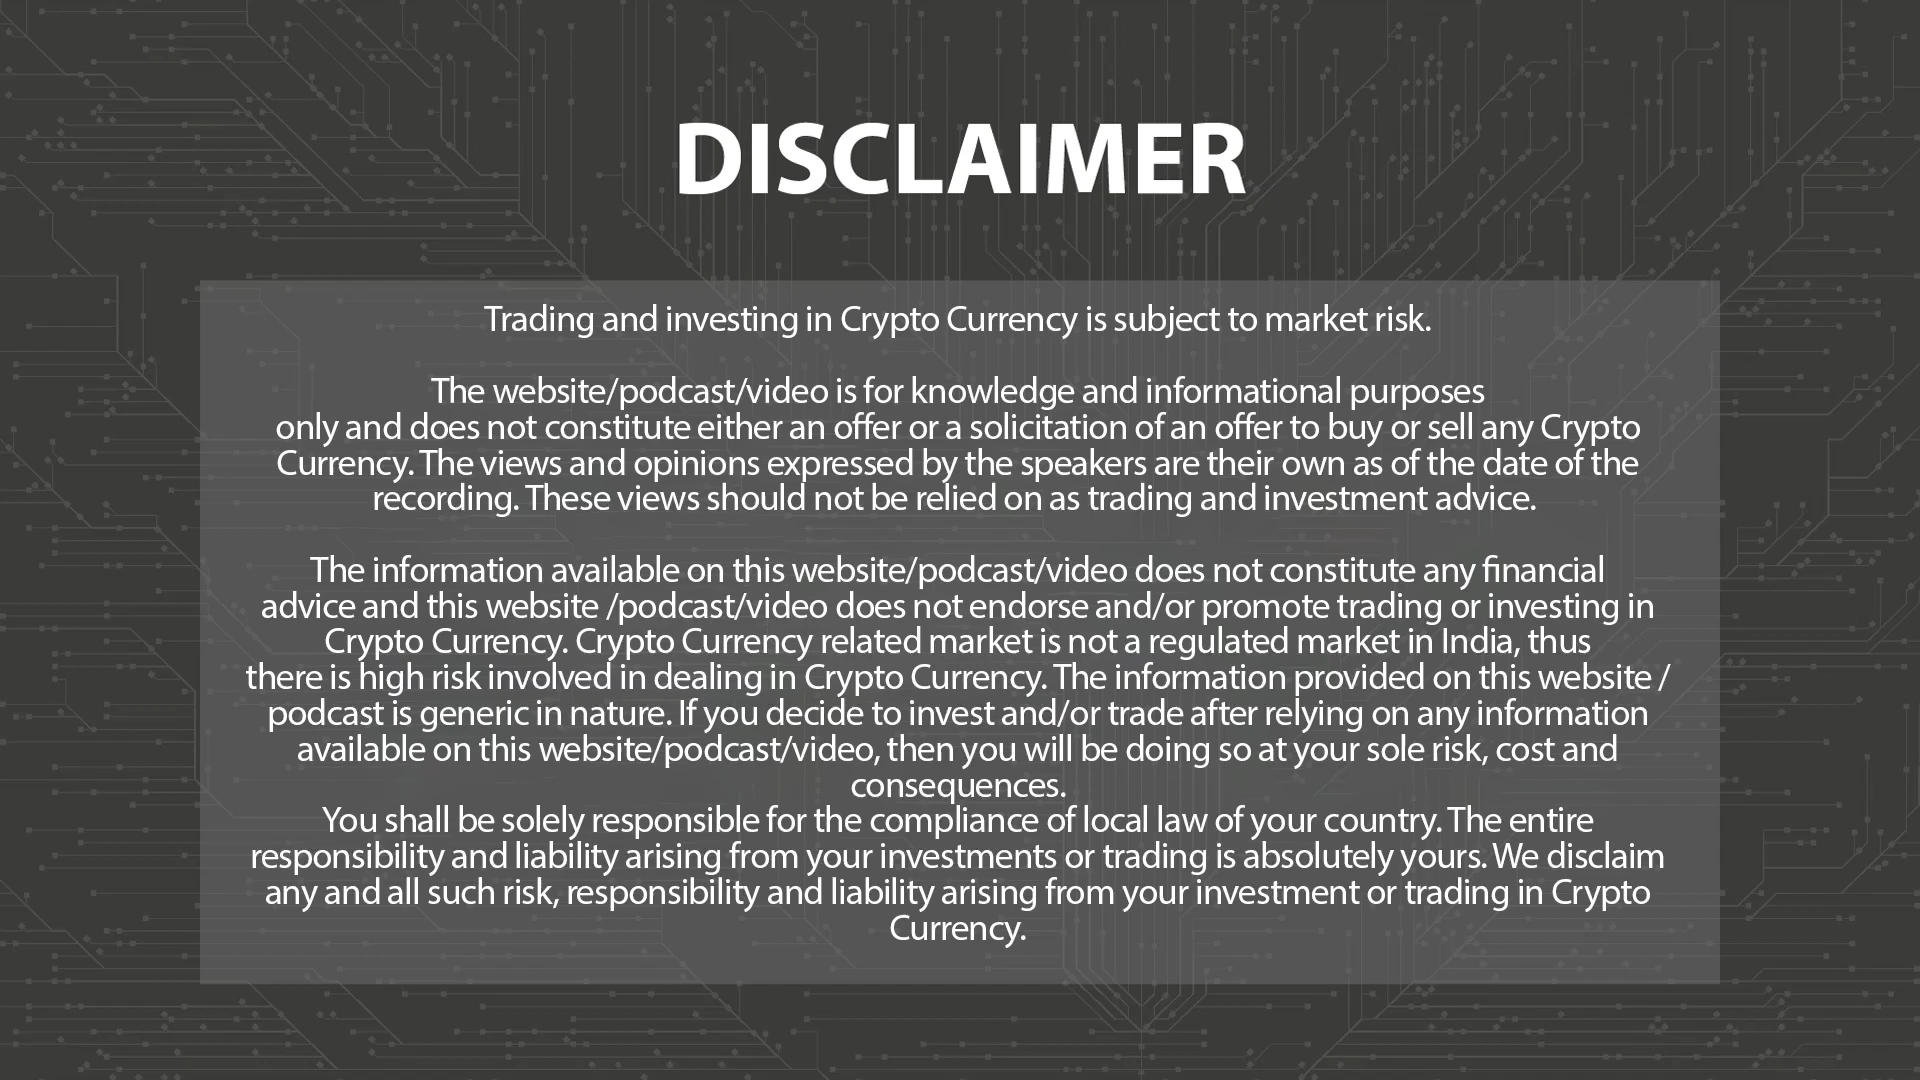 DISCLAIMER
Trading and investing in Crypto Currency is subject to market risk.
The website/podcast/video is for knowledge and informational purposes
only and does not constitute either an offer or a solicitation of an offer to buy or sell any Crypto
Currency. The views and opinions expressed by the speakers are their own as of the date of the
recording. These views should not be relied on as trading and investment advice.
The information available on this website/podcast/video does not constitute any financial
advice and this website /podcast/video does not endorse and/or promote trading or investing in
Crypto Currency. Crypto Currency related market is not a regulated market in India, thus
there is high risk involved in dealing in Crypto Currency. The information provided on this website /
podcast is generic in nature. If you decide to invest and/or trade after relying on any information
available on this website/podcast/video, then you will be doing so at your sole risk, cost and
consequences.
You shall be solely responsible for the compliance of local law of your country. The entire
responsibility and liability arising from your investments or trading is absolutely yours. We disclaim
any and all such risk, responsibility and liability arising from your investment or trading in Crypto
Currency.